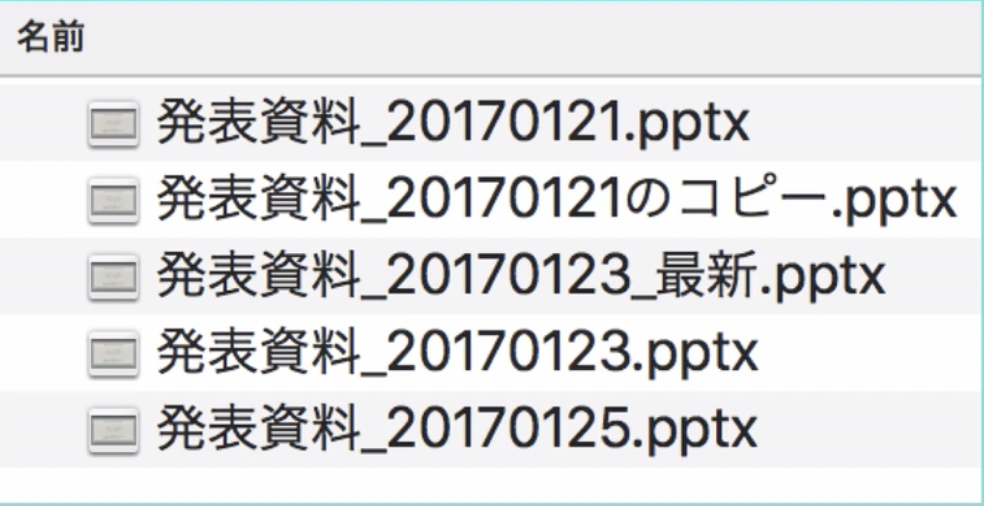 名前
発表資料_20170121.pptx
発表資料_20170121のコピー.pptx
発表資料_20170123_最新.pptx
発表資料_20170123.pptx
発表資料_20170125.pptx